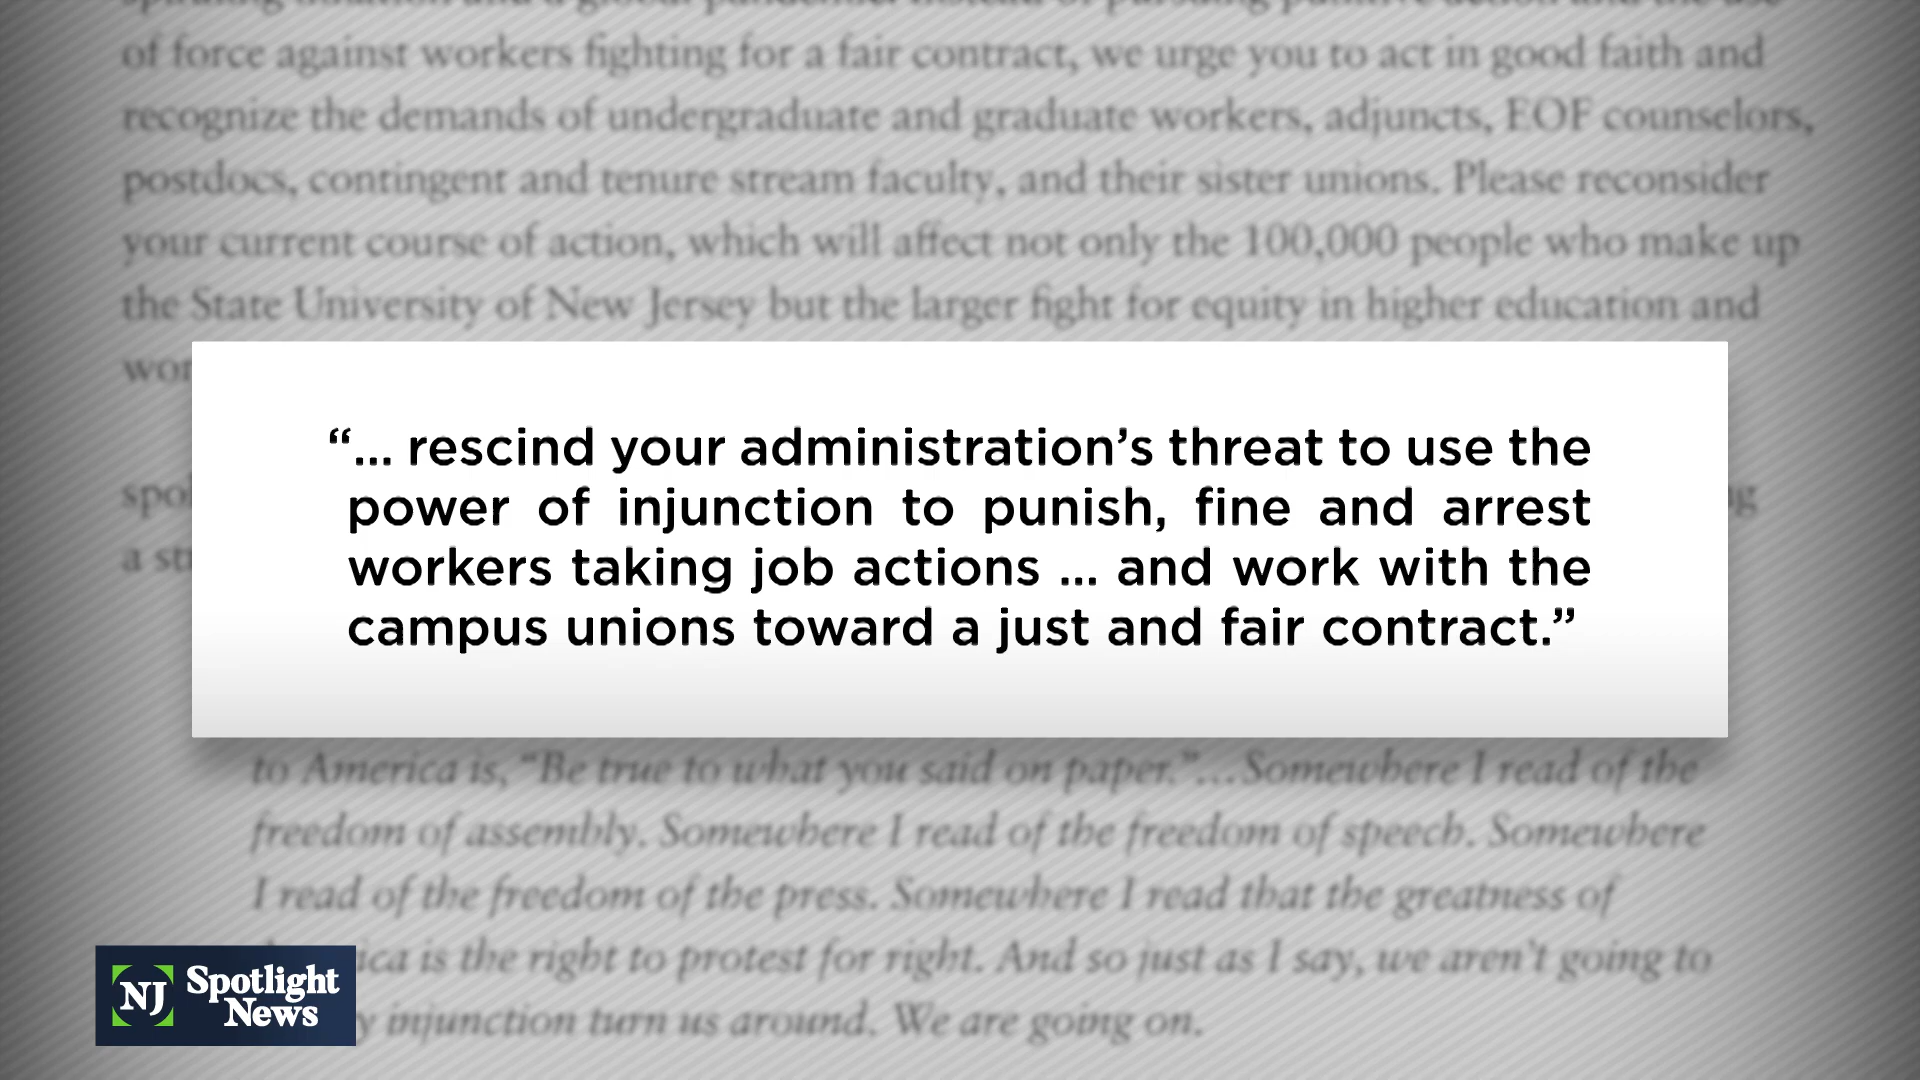 of force against workers fighting for a fair contract, we urge you to act in good faith and
recognize the demands of undergraduate and graduate workers, adjuncts, EOF counselors,
postdocs, contingent and tenure stream faculty, and their sister unions. Please reconsider
your current course of action, which will affect not only the 100,000 people who make up
the State University of New Jersey but the larger fight for equity in higher education and
“... rescind your administration’s threat to use the
power of injunction to punish, fine and arrest
workers taking job actions ... and work with the
campus unions toward a just and fair contract.”
to America is, “Be true to what you said on paper.”…Somewhere I read of the
freedom of assembly. Somewhere I read of the freedom of speech. Somewhere
I read of the freedom of the press. Somewhere I read that the greatness of
is the right to protest for right. And so just as I say, we aren’t going to
injunction turn us around. We are going on.
NJ Spotlight
News